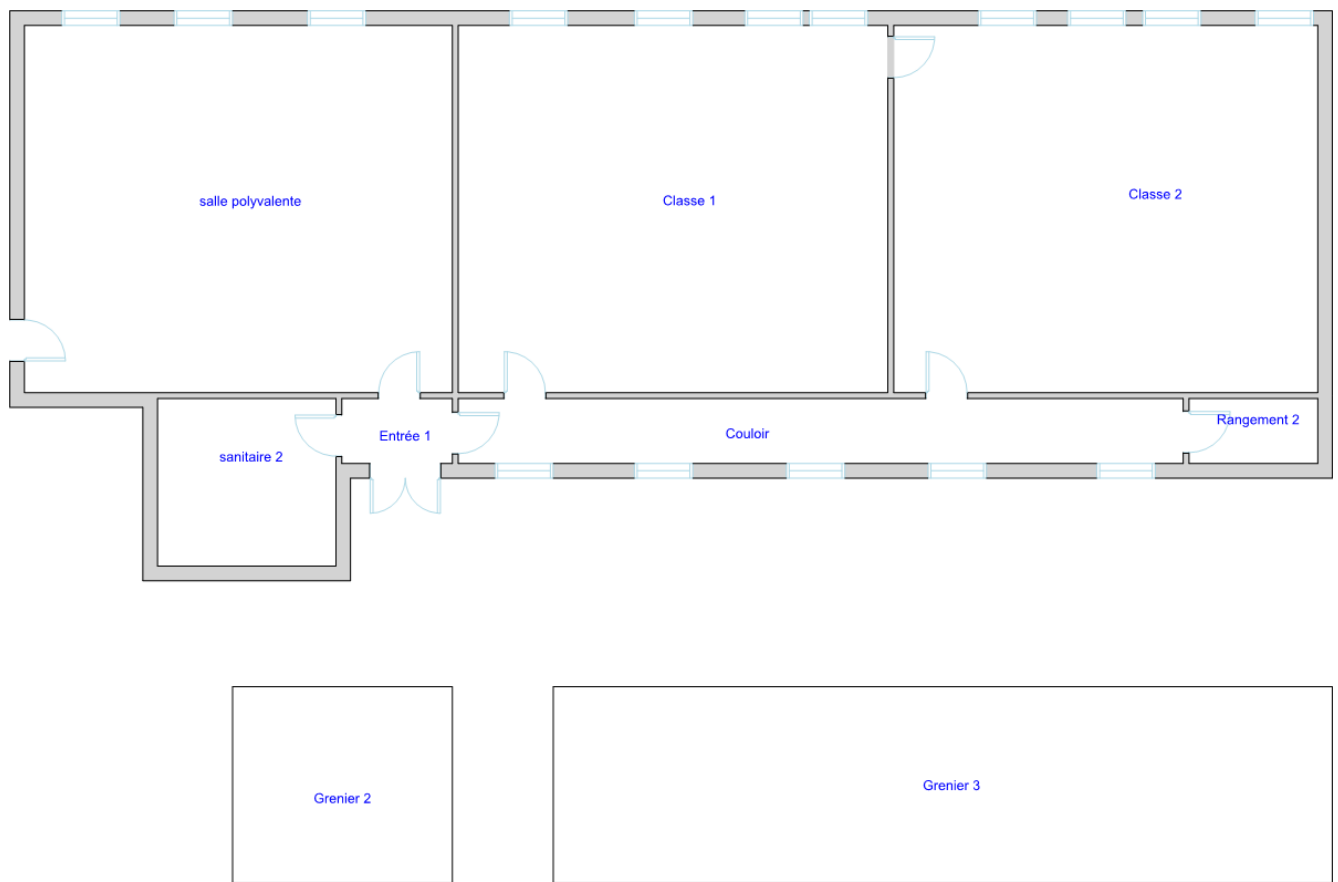 salle polyvalente
Classe 1
Classe 2
sanitaire 2
Entrée 1
Couloir
Rangement 2
Grenier 2
Grenier 3